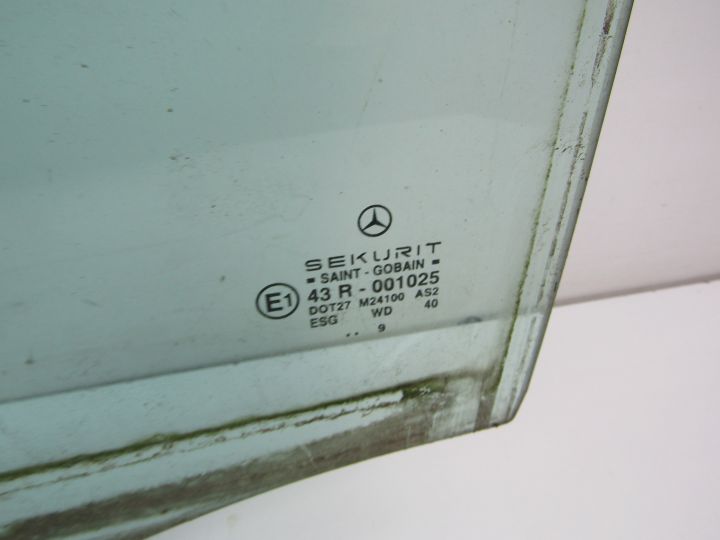 SEKURIT
SAINT - GOBAIN
E1 43 R - 001025
DOT27 M24100 AS2
ESG WD 40
.. 9